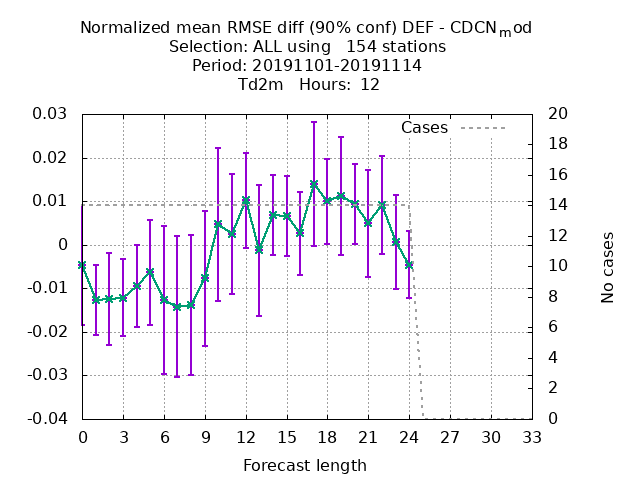 Normalized mean RMSE diff (90% conf) DEF - CDCN_mod
Selection: ALL using 154 stations
Period: 20191101-20191114
Td2m Hours: 12
Cases
0.03
0.02
0.01
0
-0.01
-0.02
-0.03
-0.04
20
18
16
14
12
10
8
6
4
2
0
No cases
0 3 6 9 12 15 18 21 24 27 30 33
Forecast length